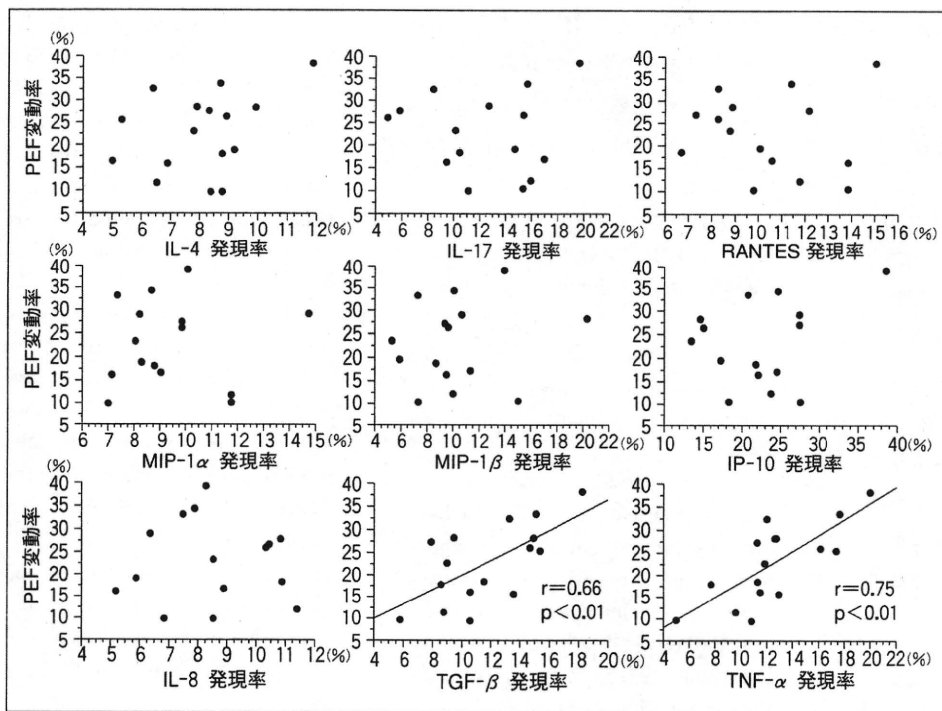 (%) (%) (%)
PEF変動率
40 35 30 25 20 15 10 5
4 5 6 7 8 9 10 11 12(%)
IL-4 発現率
40 35 30 25 20 15 10 5
4 6 8 10 12 14 16 18 20 22(%)
IL-17 発現率
40 35 30 25 20 15 10 5
6 7 8 9 10 11 12 13 14 15 16(%)
RANTES 発現率
(%) (%) (%)
PEF変動率
40 35 30 25 20 15 10 5
6 7 8 9 10 11 12 13 14 15(%)
MIP-1α 発現率
40 35 30 25 20 15 10 5
4 6 8 10 12 14 16 18 20 22(%)
MIP-1β 発現率
40 35 30 25 20 15 10 5
10 15 20 25 30 35 40(%)
IP-10 発現率
(%) (%) (%)
PEF変動率
40 35 30 25 20 15 10 5
5 6 7 8 9 10 11 12(%)
IL-8 発現率
40 35 30 25 20 15 10 5
r=0.66
p<0.01
4 6 8 10 12 14 16 18 20(%)
TGF-β 発現率
40 35 30 25 20 15 10 5
r=0.75
p<0.01
4 6 8 10 12 14 16 18 20 22(%)
TNF-α 発現率